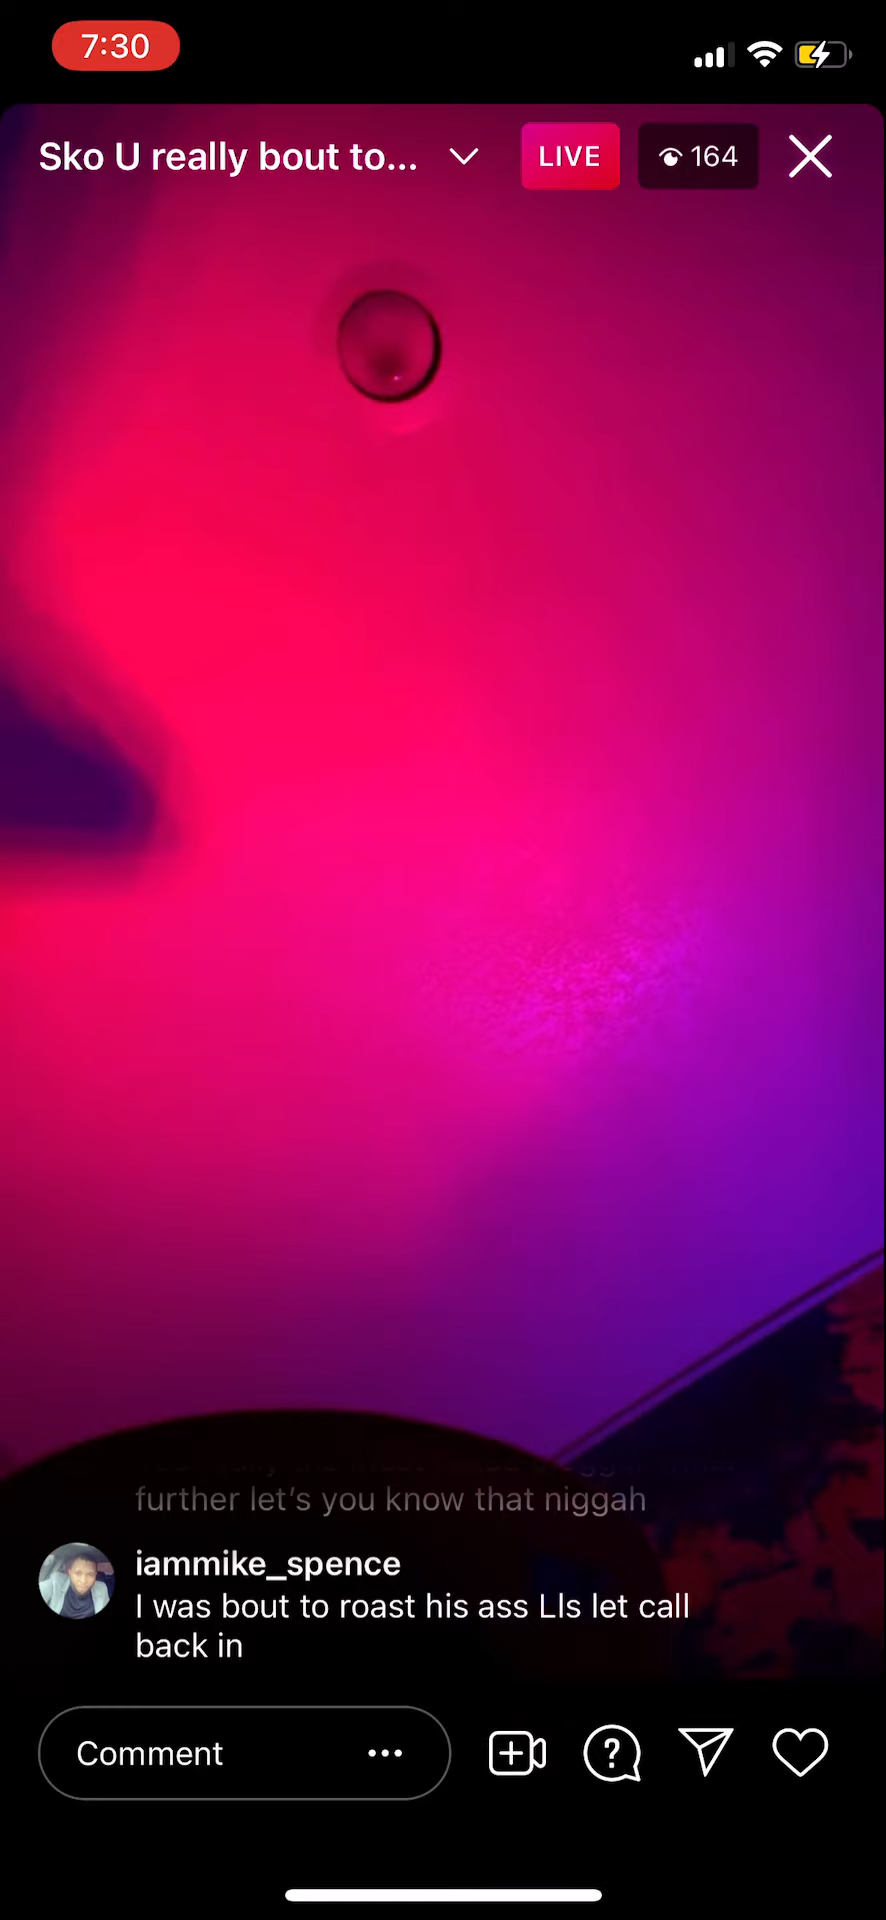 7:30
Sko U really bout to...
LIVE
164
further let's you know that niggah
iammike_spence
I was bout to roast his ass Lls let call
back in
Comment